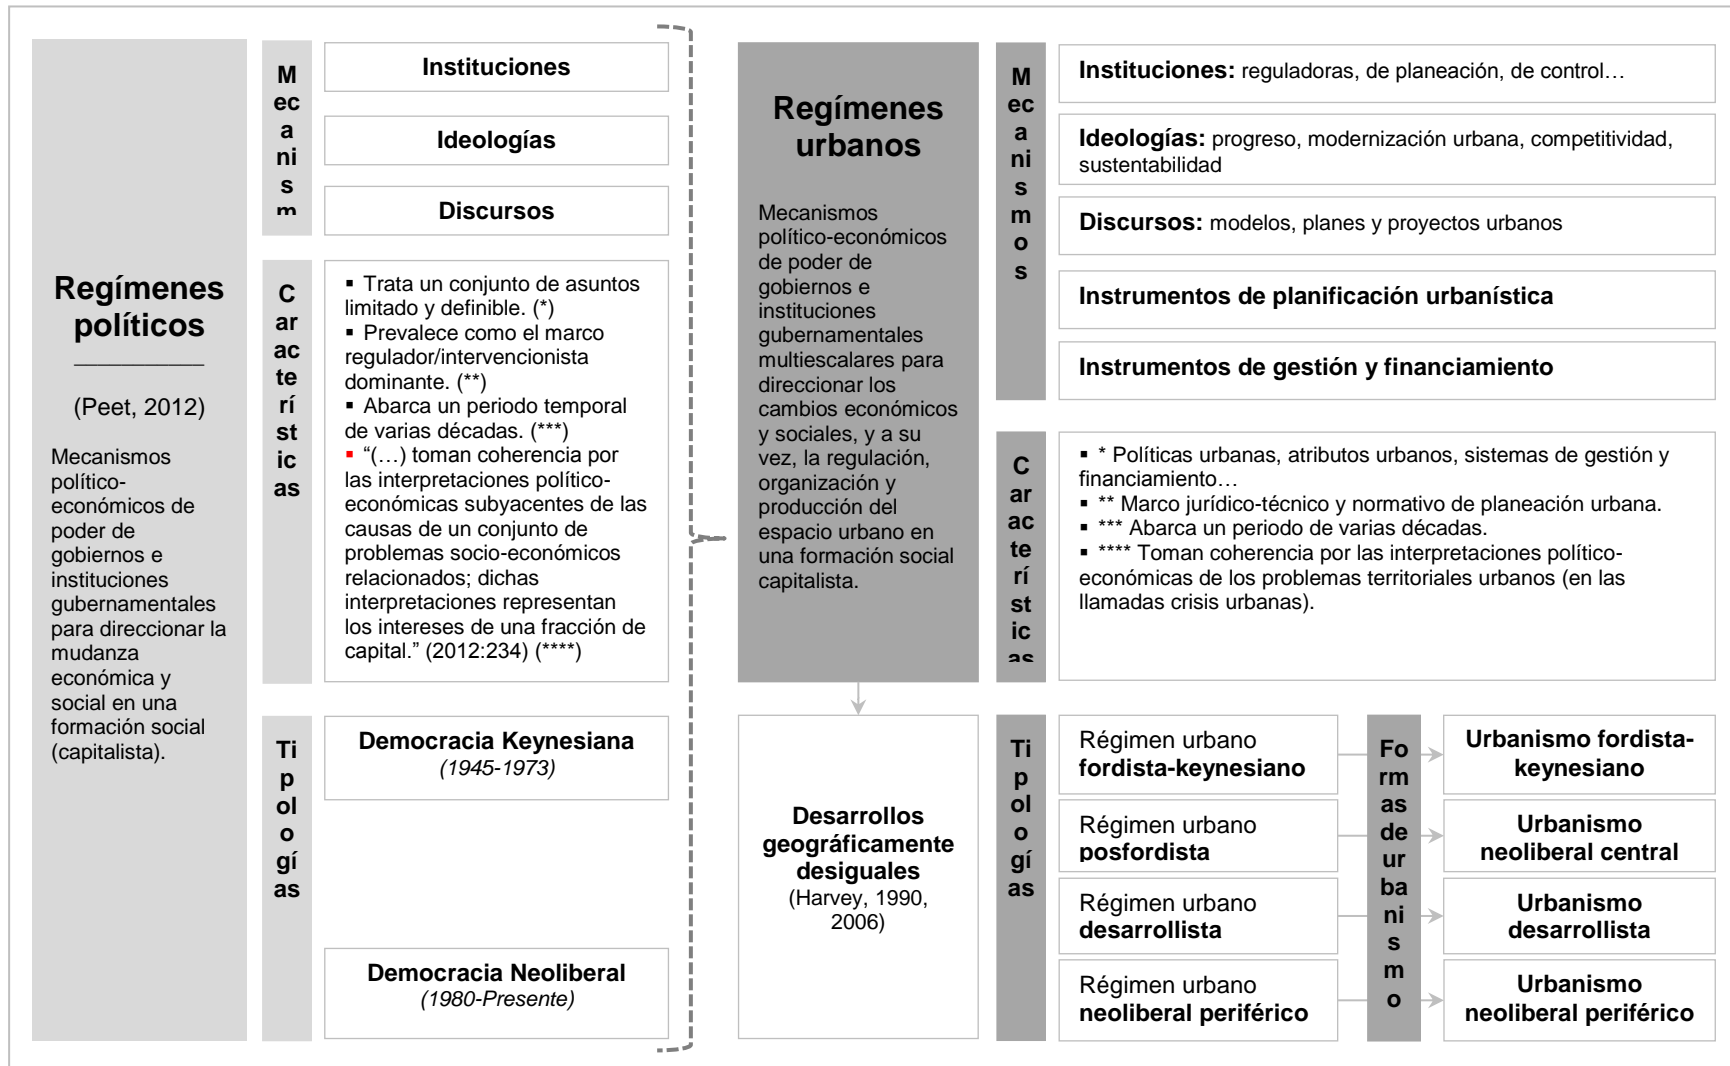 Regímenes
políticos
___________
(Peet, 2012)
Mecanismos
político-
económicos de
poder de
gobiernos e
instituciones
gubernamentales
para direccionar la
mudanza
económica y
social en una
formación social
(capitalista).
M
ec
a
ni
s
m
Instituciones
Ideologías
Discursos
C
ar
ac
te
rí
st
ic
as
▪ Trata un conjunto de asuntos
limitado y definible. (*)
▪ Prevalece como el marco
regulador/intervencionista
dominante. (**)
▪ Abarca un periodo temporal
de varias décadas. (***)
▪ “(…) toman coherencia por
las interpretaciones político-
económicas subyacentes de las
causas de un conjunto de
problemas socio-económicos
relacionados; dichas
interpretaciones representan
los intereses de una fracción de
capital.” (2012:234) (****)
Ti
p
ol
o
gí
as
Democracia Keynesiana
(1945-1973)
Democracia Neoliberal
(1980-Presente)
Regímenes
urbanos
Mecanismos
político-económicos
de poder de
gobiernos e
instituciones
gubernamentales
multiescalares para
direccionar los
cambios económicos
y sociales, y a su
vez, la regulación,
organización y
producción del
espacio urbano en
una formación social
capitalista.
M
ec
a
ni
s
m
o
s
Instituciones: reguladoras, de planeación, de control…
Ideologías: progreso, modernización urbana, competitividad,
sustentabilidad
Discursos: modelos, planes y proyectos urbanos
Instrumentos de planificación urbanística
Instrumentos de gestión y financiamiento
C
ar
ac
te
rí
st
ic
as
▪ * Políticas urbanas, atributos urbanos, sistemas de gestión y
financiamiento…
▪ ** Marco jurídico-técnico y normativo de planeación urbana.
▪ *** Abarca un periodo de varias décadas.
▪ **** Toman coherencia por las interpretaciones político-
económicas de los problemas territoriales urbanos (en las
llamadas crisis urbanas).
Desarrollos
geográficamente
desiguales
(Harvey, 1990,
2006)
Ti
p
ol
o
gí
as
Régimen urbano
fordista-keynesiano
Régimen urbano
posfordista
Régimen urbano
desarrollista
Régimen urbano
neoliberal periférico
Fo
rm
as
de
ur
ba
ni
s
m
o
Urbanismo fordista-
keynesiano
Urbanismo
neoliberal central
Urbanismo
desarrollista
Urbanismo
neoliberal periférico